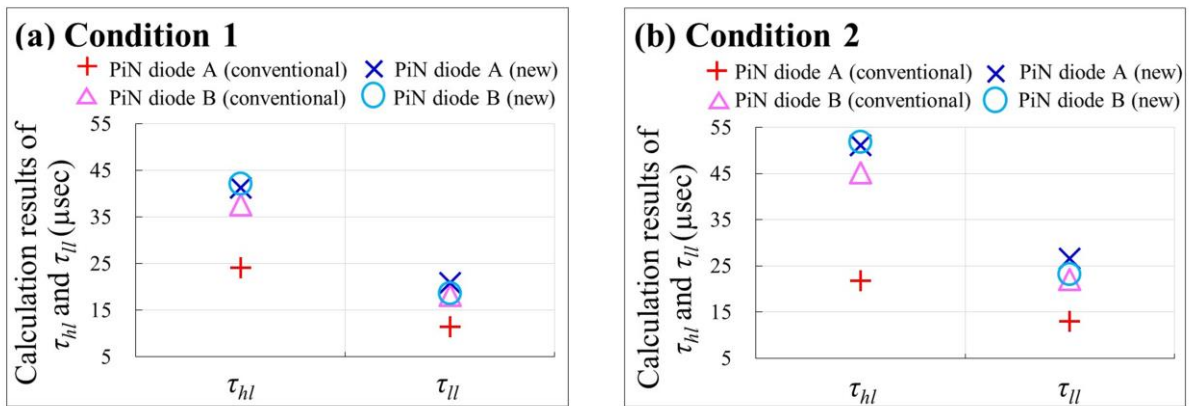 (a) Condition 1
PiN diode A (conventional) PiN diode A (new)
PiN diode B (conventional) PiN diode B (new)
Calculation results of
τhl and τll (μsec)
55
45
35
25
15
5
τhl τll
(b) Condition 2
PiN diode A (conventional) PiN diode A (new)
PiN diode B (conventional) PiN diode B (new)
Calculation results of
τhl and τll (μsec)
55
45
35
25
15
5
τhl τll